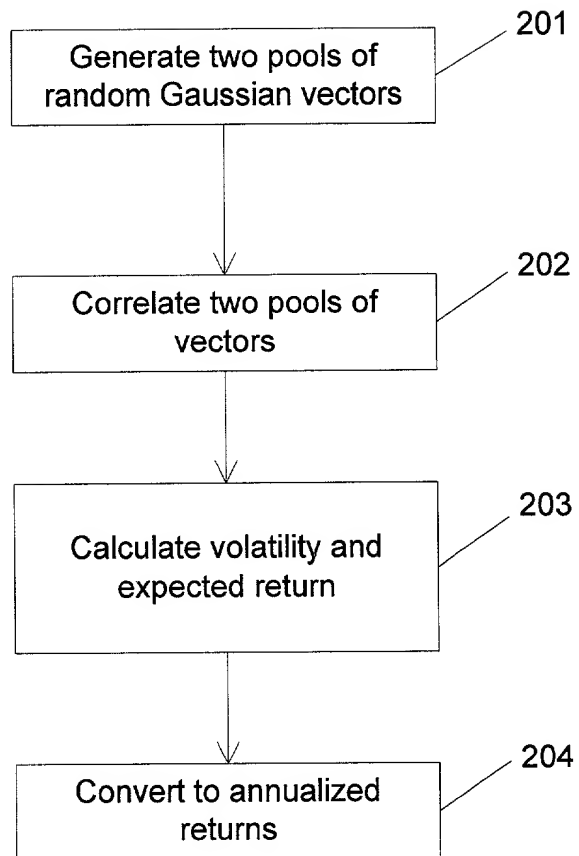 201
Generate two pools of
random Gaussian vectors
202
Correlate two pools of
vectors
203
Calculate volatility and
expected return
204
Convert to annualized
returns